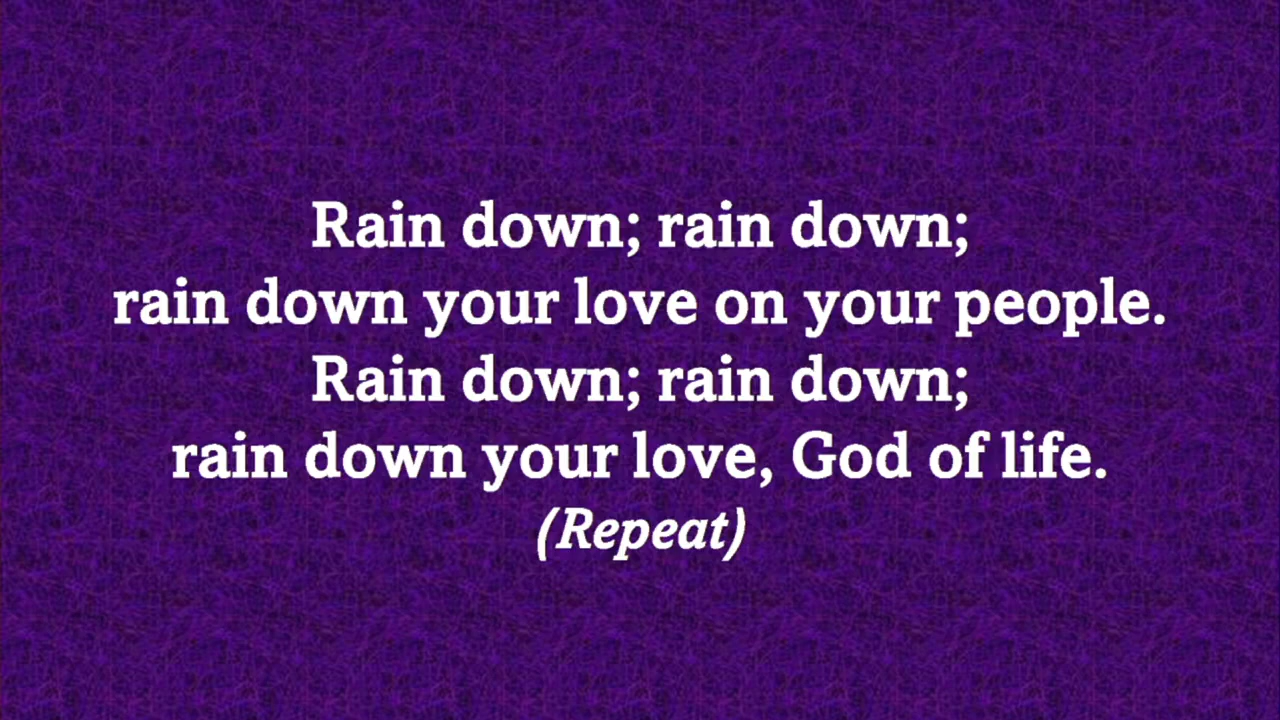 Rain down; rain down;
rain down your love on your people.
Rain down; rain down;
rain down your love, God of life.
(Repeat)